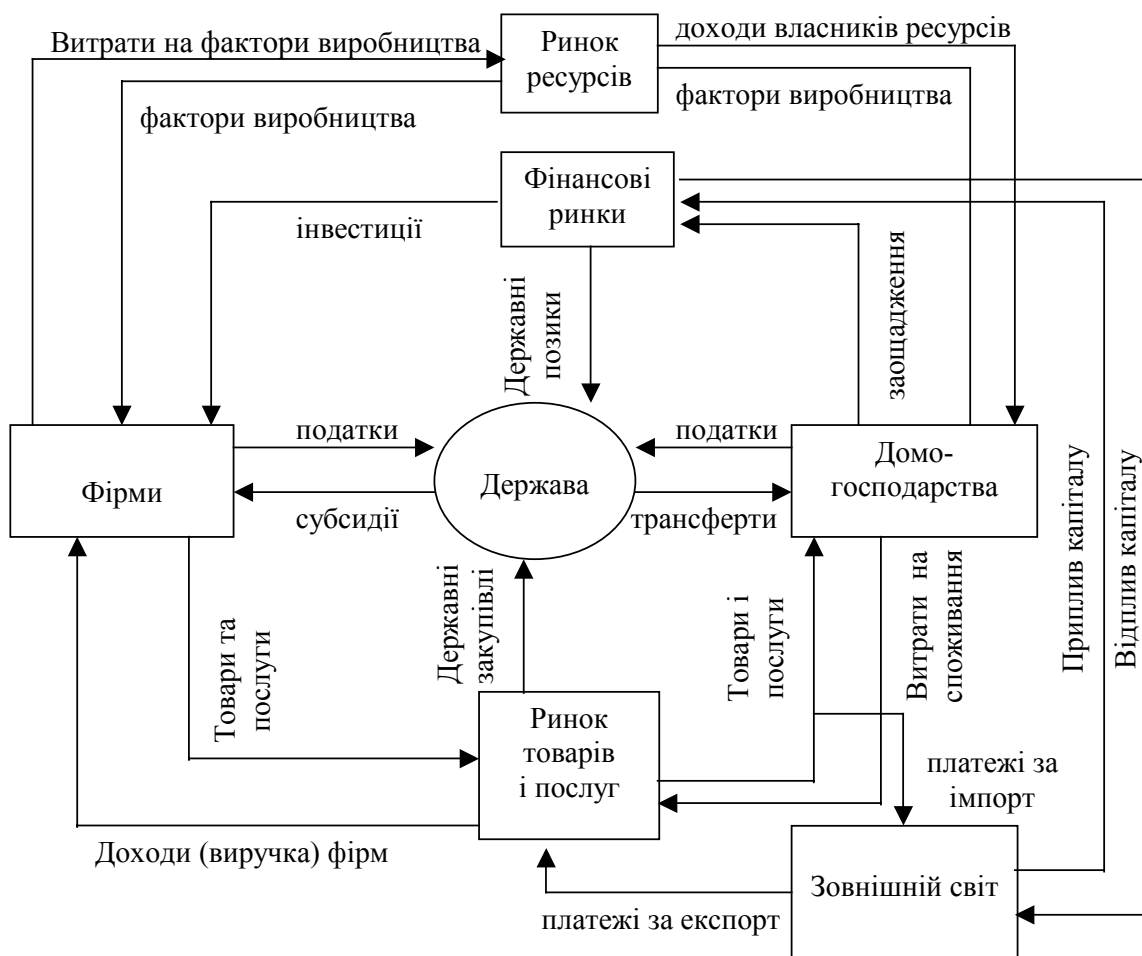 Витрати на фактори виробництва
Ринок
ресурсів
доходи власників ресурсів
фактори виробництва
фактори виробництва
Фінансові
ринки
інвестиції
Державні
позики
заощадження
податки
податки
Фірми
Держава
Домо-
господарства
субсидії
трансферти
Приплив капіталу
Відплив капіталу
Товари та
послуги
Державні
закупівлі
Товари і
послуги
Витрати на
споживання
Ринок
товарів
і послуг
платежі за
імпорт
Доходи (виручка) фірм
Зовнішній світ
платежі за експорт